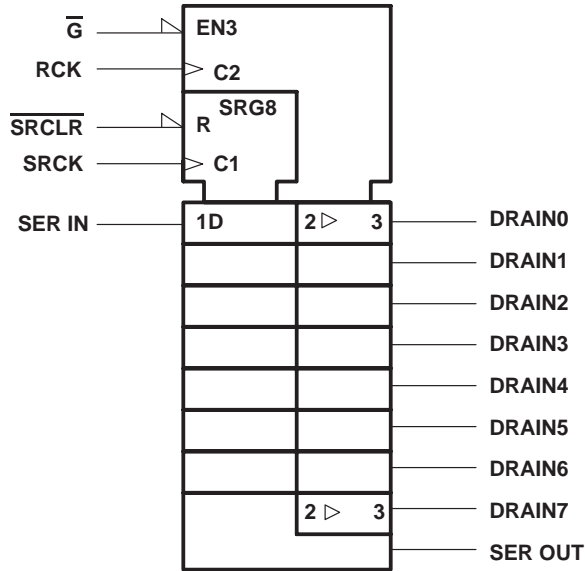 G̅ EN3
RCK C2
SRG8
S̅R̅C̅L̅R̅ R
SRCK C1
SER IN 1D 2 ▷ 3 DRAIN0
DRAIN1
DRAIN2
DRAIN3
DRAIN4
DRAIN5
DRAIN6
2 ▷ 3 DRAIN7
SER OUT